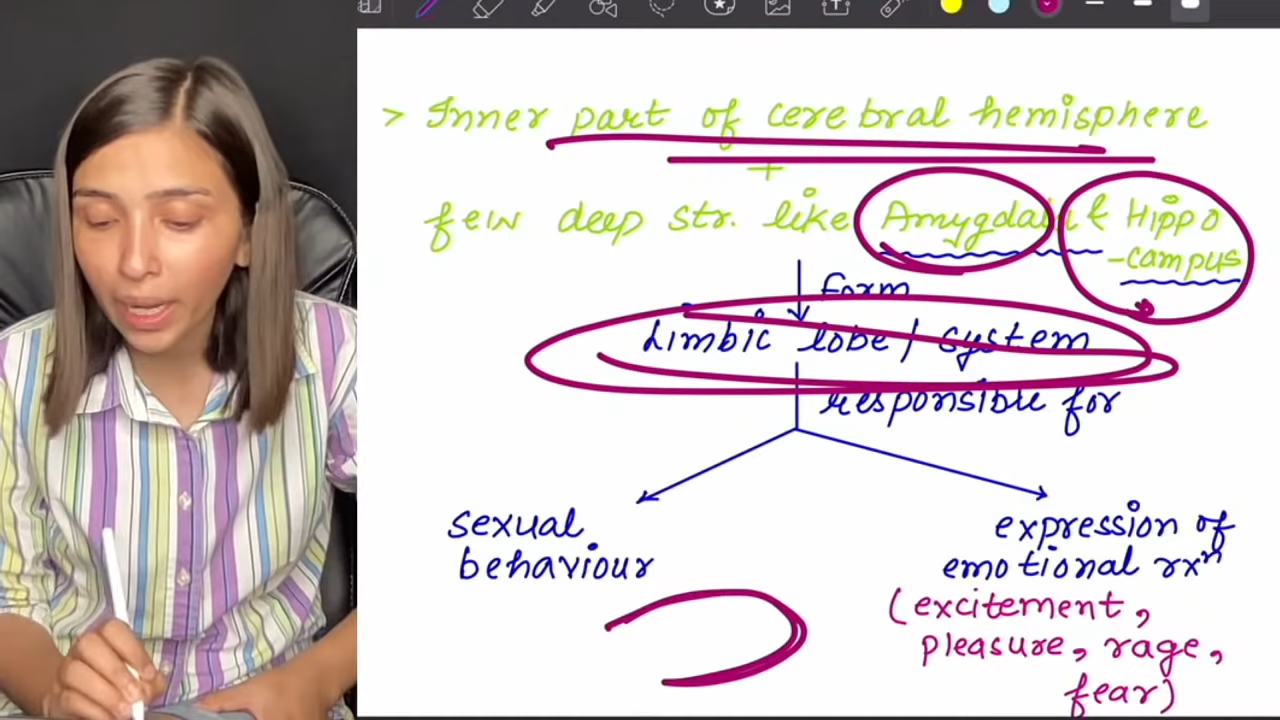 > Inner part of cerebral hemisphere
+
few deep str. like Amygdala & Hippo
-campus
form
Limbic lobe / system
responsible for
sexual
behaviour
expression of
emotional rxⁿ
(excitement,
pleasure, rage,
fear)